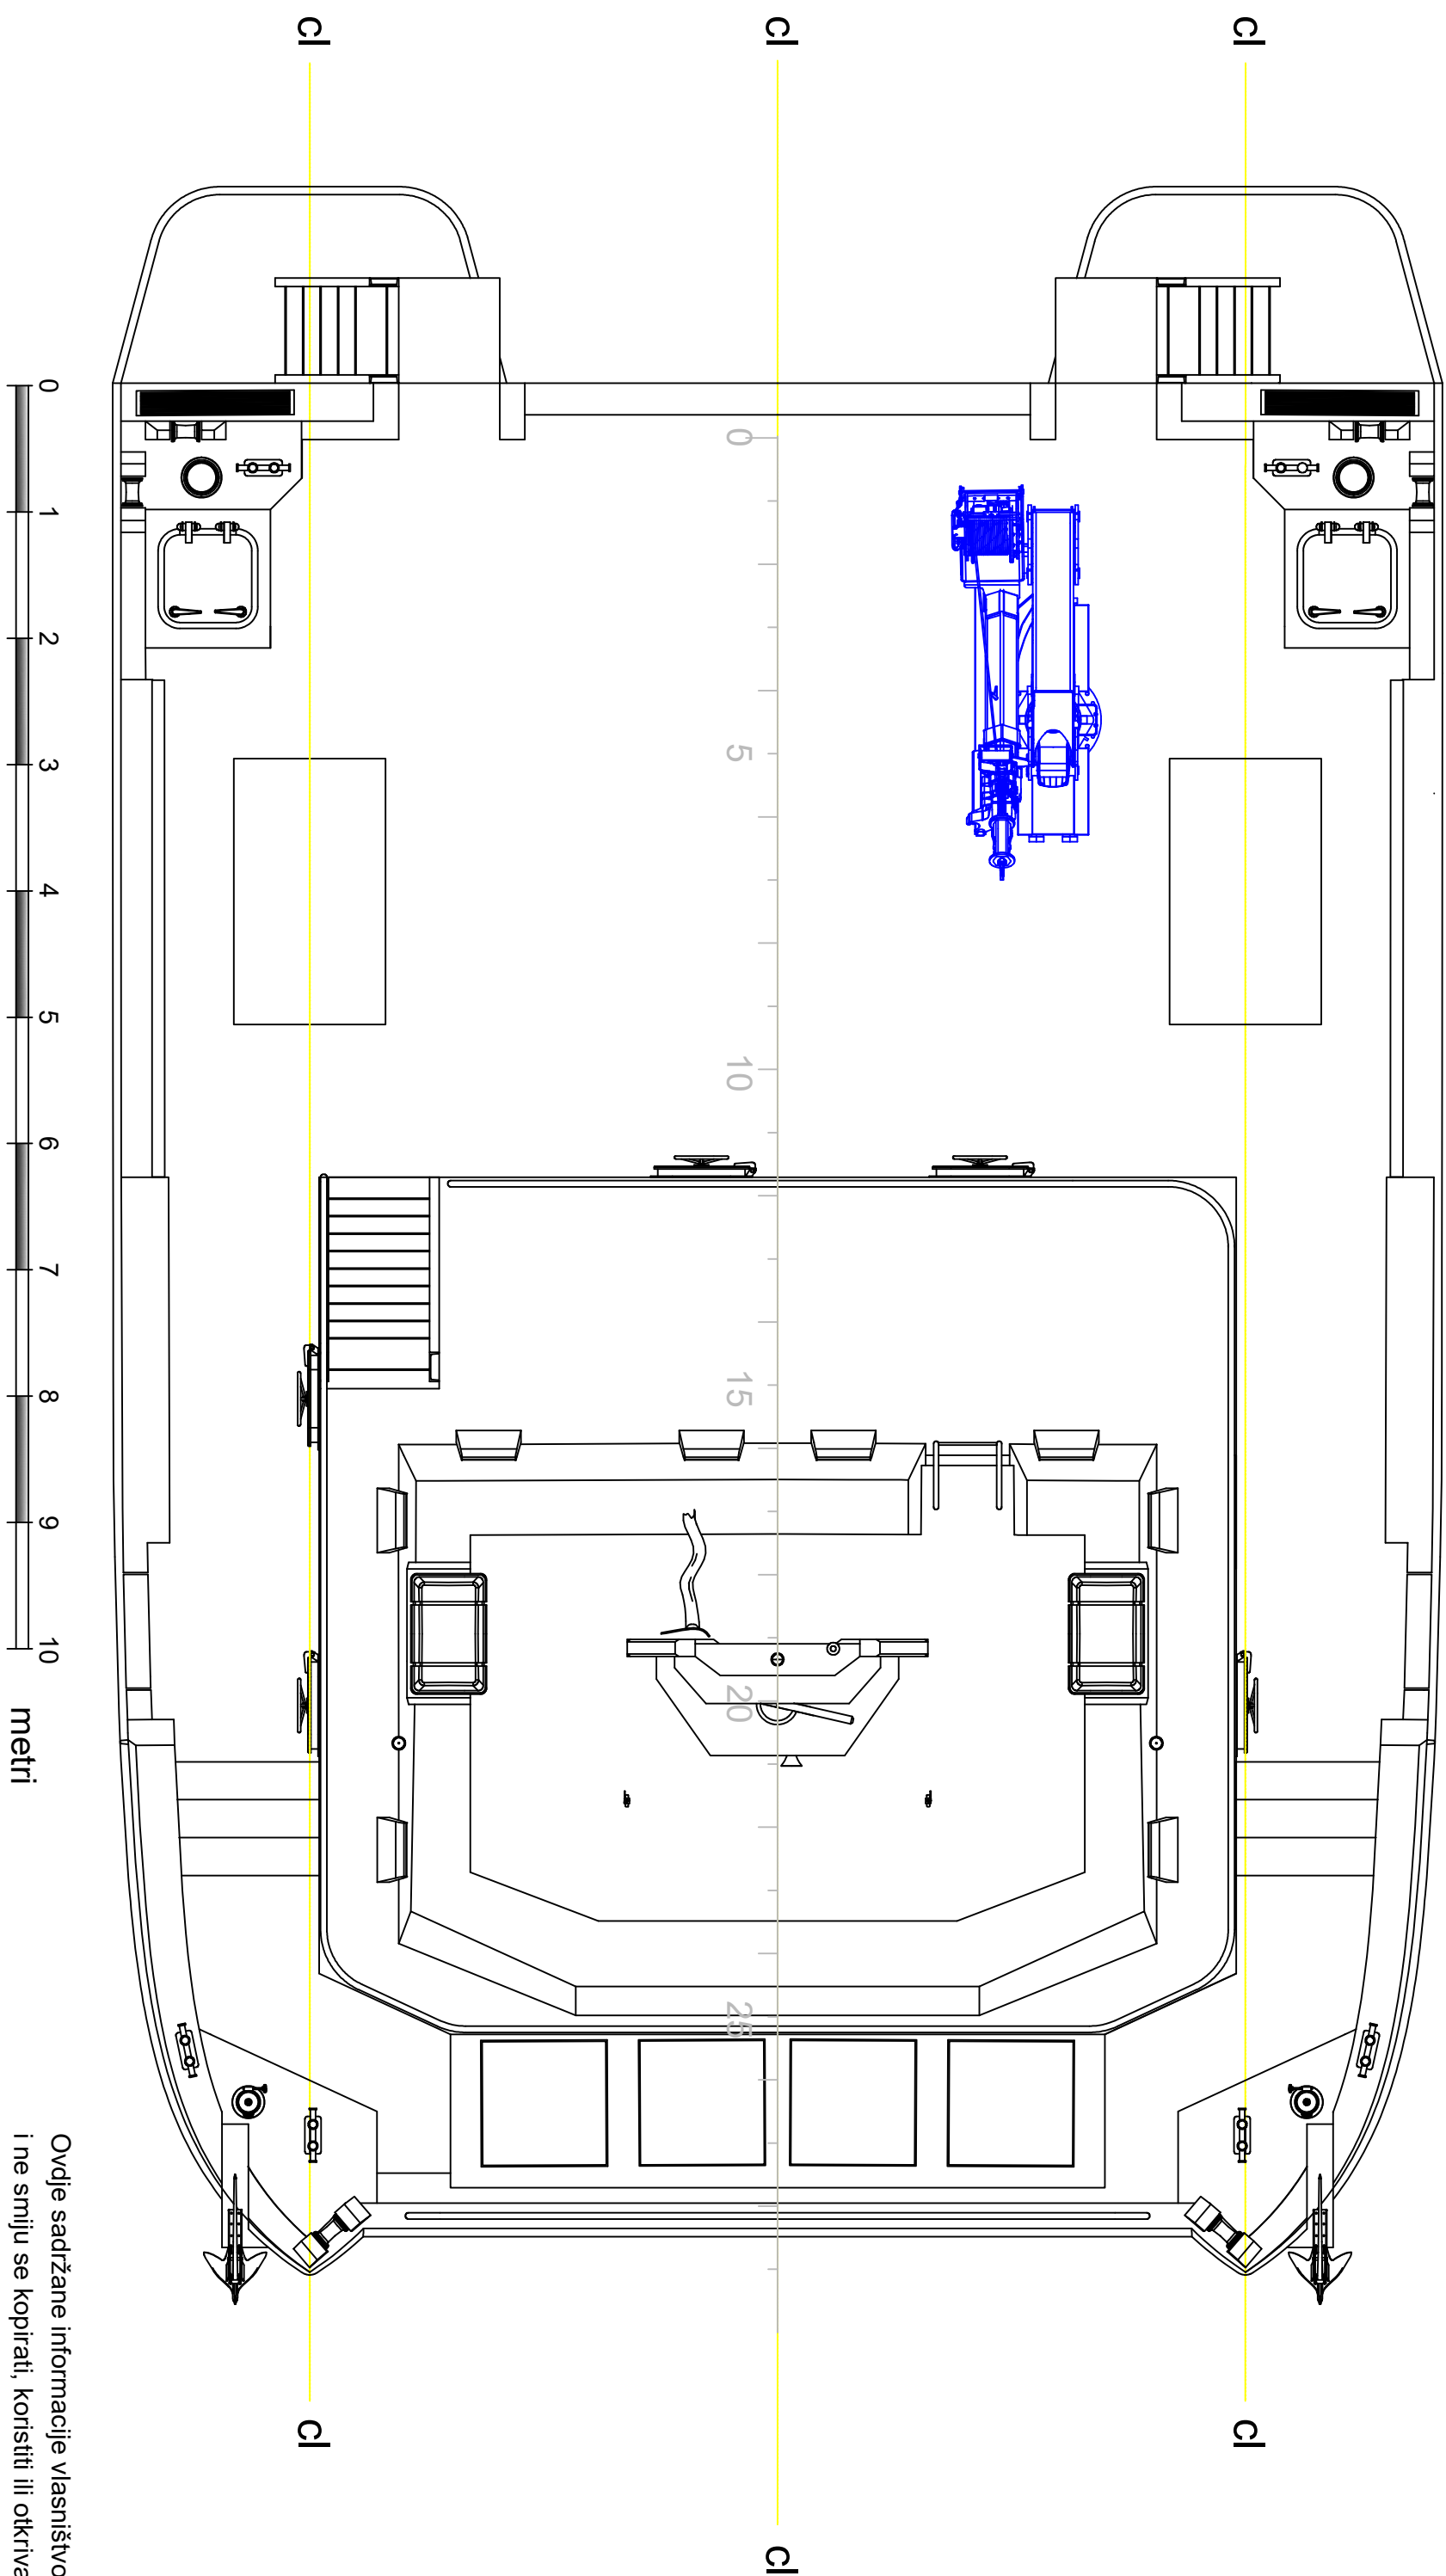 cl
cl
cl
0
5
10
15
20
25
0 1 2 3 4 5 6 7 8 9 10 metri
cl
cl
cl
Ovdje sadržane informacije vlasništvo
i ne smiju se kopirati, koristiti ili